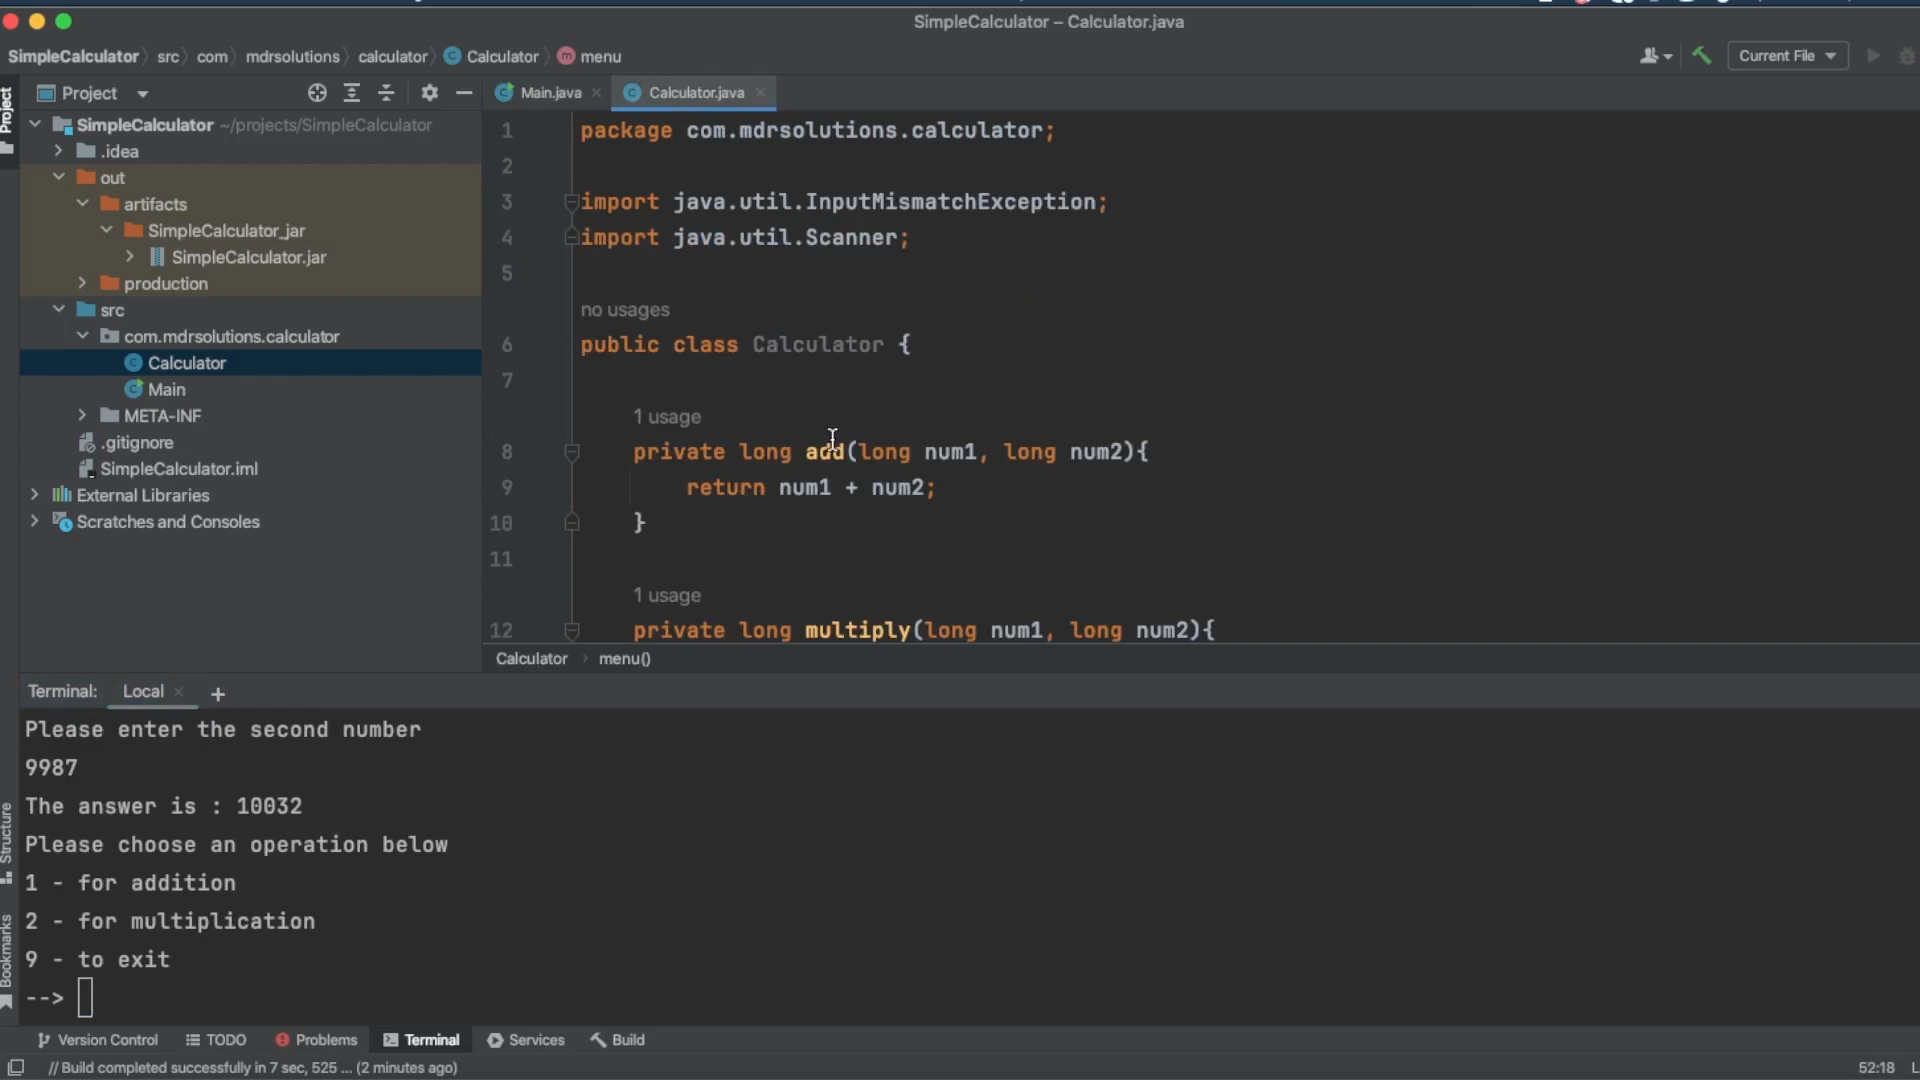 SimpleCalculator – Calculator.java
SimpleCalculator src com mdrsolutions calculator Calculator menu
Current File
Project
Main.java Calculator.java
Project
SimpleCalculator ~/projects/SimpleCalculator
.idea
out
artifacts
SimpleCalculator_jar
SimpleCalculator.jar
production
src
com.mdrsolutions.calculator
Calculator
Main
META-INF
.gitignore
SimpleCalculator.iml
External Libraries
Scratches and Consoles
1 package com.mdrsolutions.calculator;
2
3 import java.util.InputMismatchException;
4 import java.util.Scanner;
5
no usages
6 public class Calculator {
7
1 usage
8 private long add(long num1, long num2){
9 return num1 + num2;
10 }
11
1 usage
12 private long multiply(long num1, long num2){
Calculator menu()
Terminal: Local +
Please enter the second number
9987
The answer is : 10032
Please choose an operation below
1 - for addition
2 - for multiplication
9 - to exit
-->
Structure
Bookmarks
Version Control TODO Problems Terminal Services Build
// Build completed successfully in 7 sec, 525 ... (2 minutes ago)
52:18